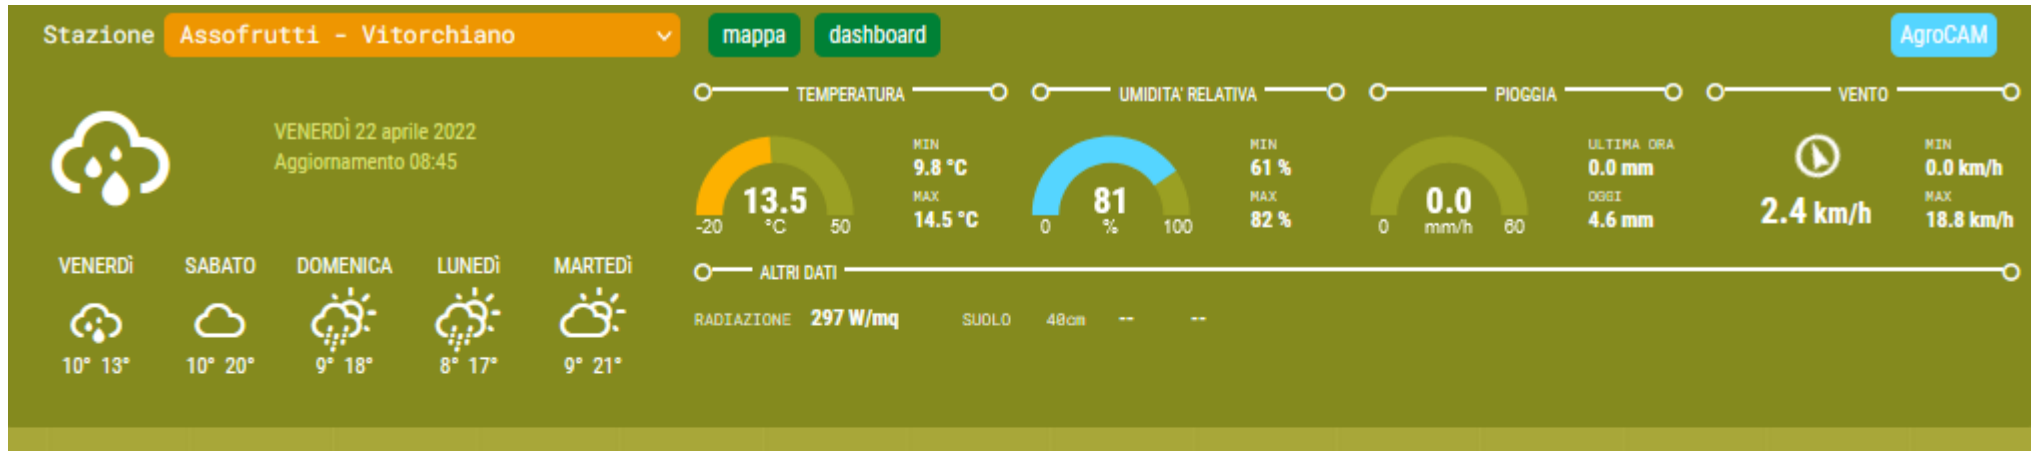 Stazione Assofrutti - Vitorchiano mappa dashboard AgroCAM
VENERDÌ 22 aprile 2022
Aggiornamento 08:45
TEMPERATURA
13.5
°C
-20 50
MIN
9.8 °C
MAX
14.5 °C
UMIDITA' RELATIVA
81
%
0 100
MIN
61 %
MAX
82 %
PIOGGIA
0.0
mm/h
0 60
ULTIMA ORA
0.0 mm
OGGI
4.6 mm
VENTO
2.4 km/h
MIN
0.0 km/h
MAX
18.8 km/h
VENERDì SABATO DOMENICA LUNEDì MARTEDì
10° 13° 10° 20° 9° 18° 8° 17° 9° 21°
ALTRI DATI
RADIAZIONE 297 W/mq SUOLO 40cm -- --